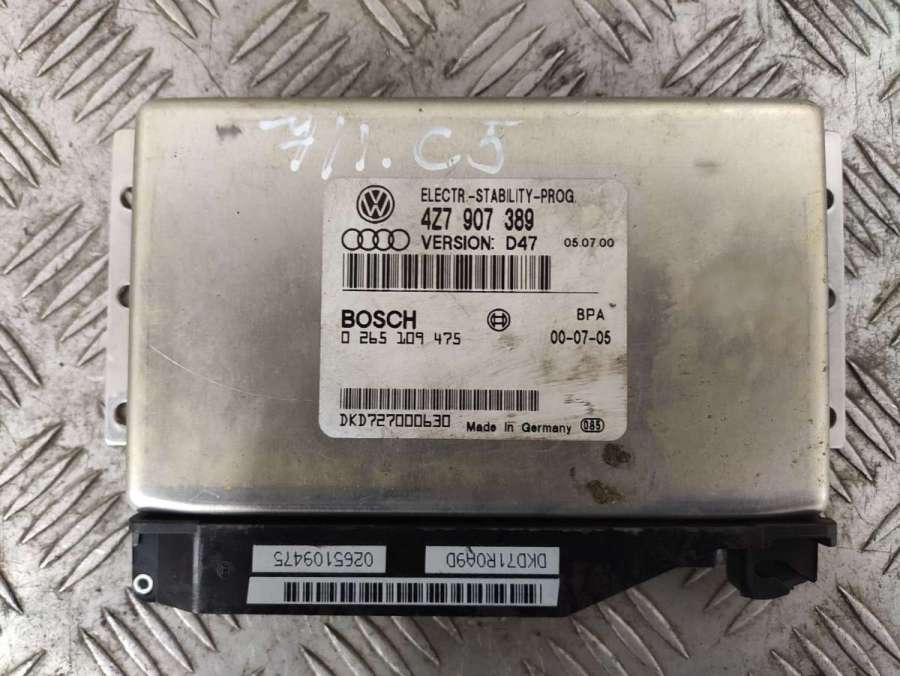 7/1. C5
ELECTR.-STABILITY-PROG.
4Z7 907 389
VERSION: D47 05.07.00
BOSCH BPA
0 265 109 475 00-07-05
DKD727000630 Made in Germany 085
0265109475 DKD71R0A9D